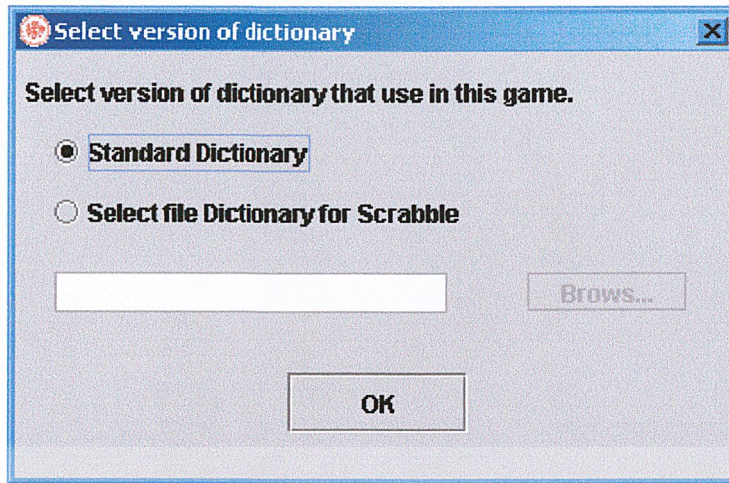 Select version of dictionary
Select version of dictionary that use in this game.
Standard Dictionary
Select file Dictionary for Scrabble
Brows...
OK